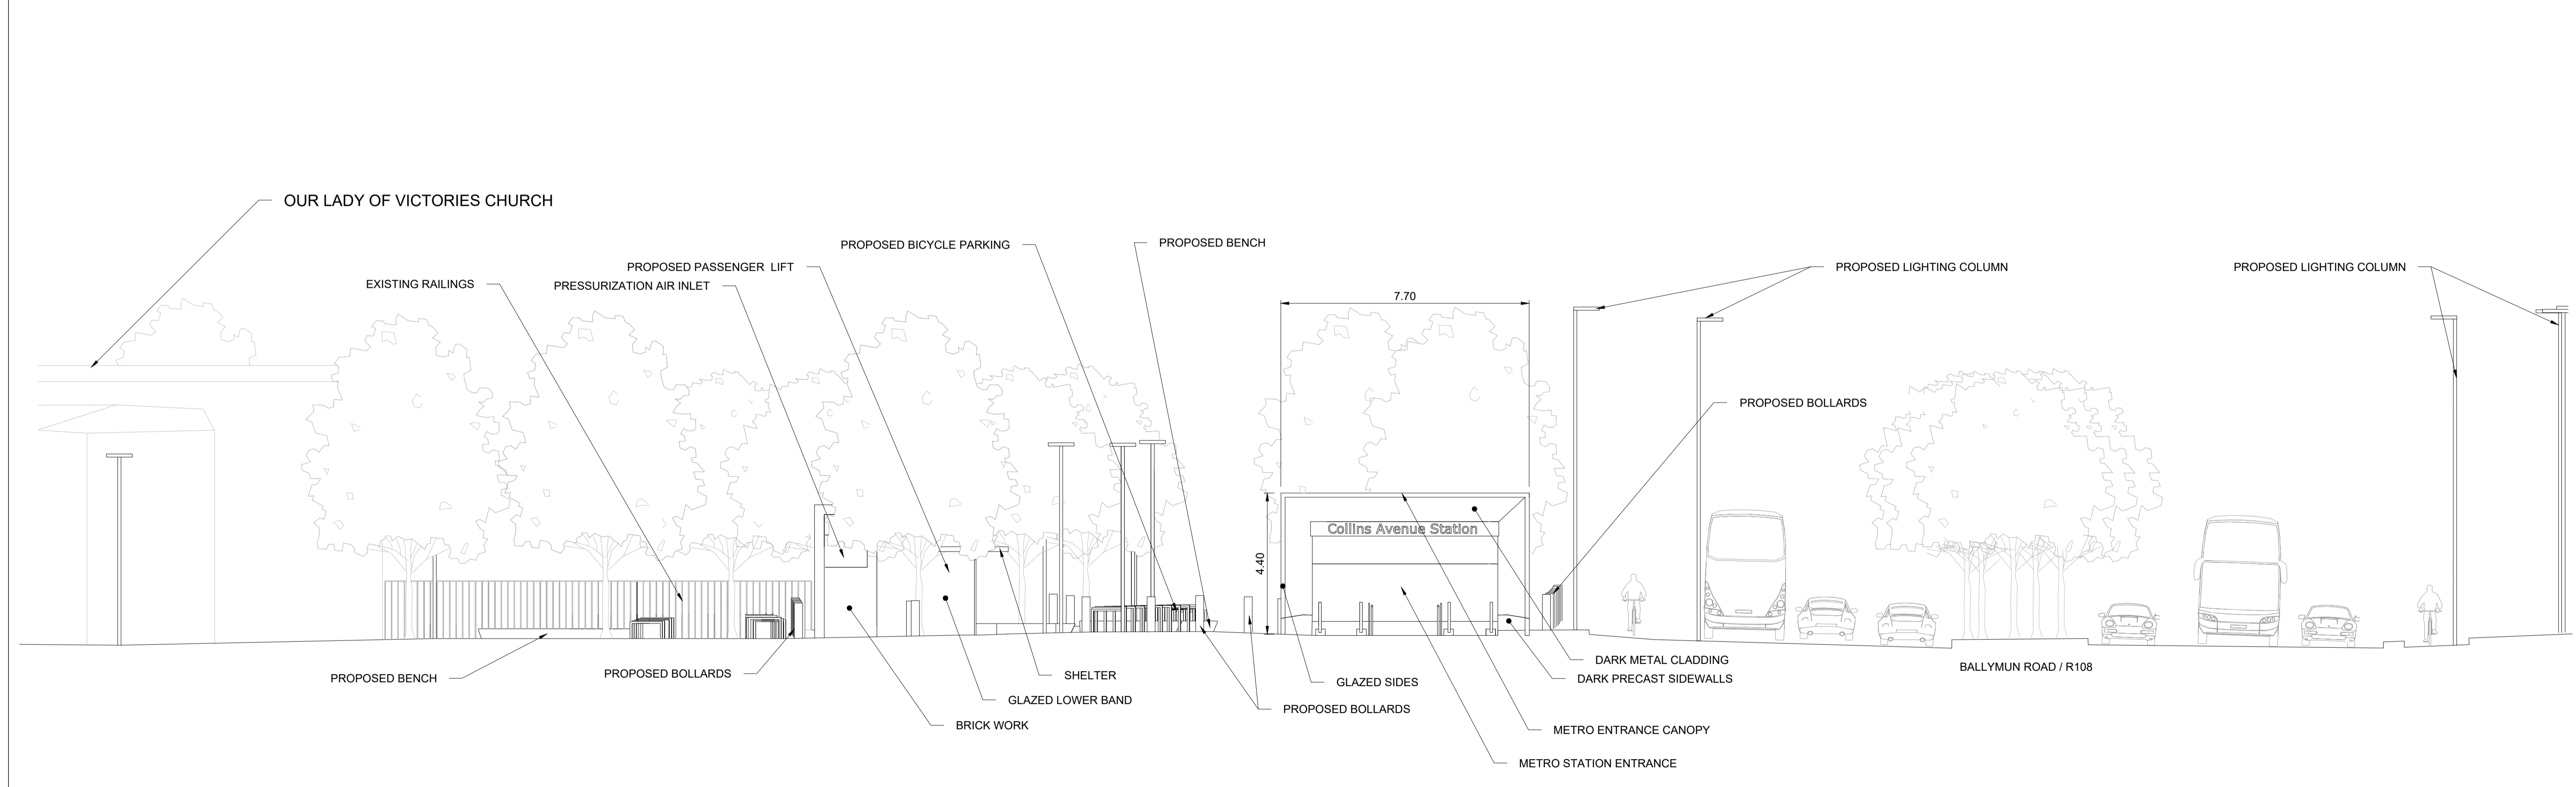 OUR LADY OF VICTORIES CHURCH
PROPOSED BICYCLE PARKING
PROPOSED BENCH
PROPOSED PASSENGER LIFT
PROPOSED LIGHTING COLUMN
PROPOSED LIGHTING COLUMN
EXISTING RAILINGS
PRESSURIZATION AIR INLET
7.70
PROPOSED BOLLARDS
Collins Avenue Station
4.40
PROPOSED BENCH
PROPOSED BOLLARDS
SHELTER
GLAZED LOWER BAND
BRICK WORK
GLAZED SIDES
PROPOSED BOLLARDS
DARK METAL CLADDING
DARK PRECAST SIDEWALLS
METRO ENTRANCE CANOPY
METRO STATION ENTRANCE
BALLYMUN ROAD / R108